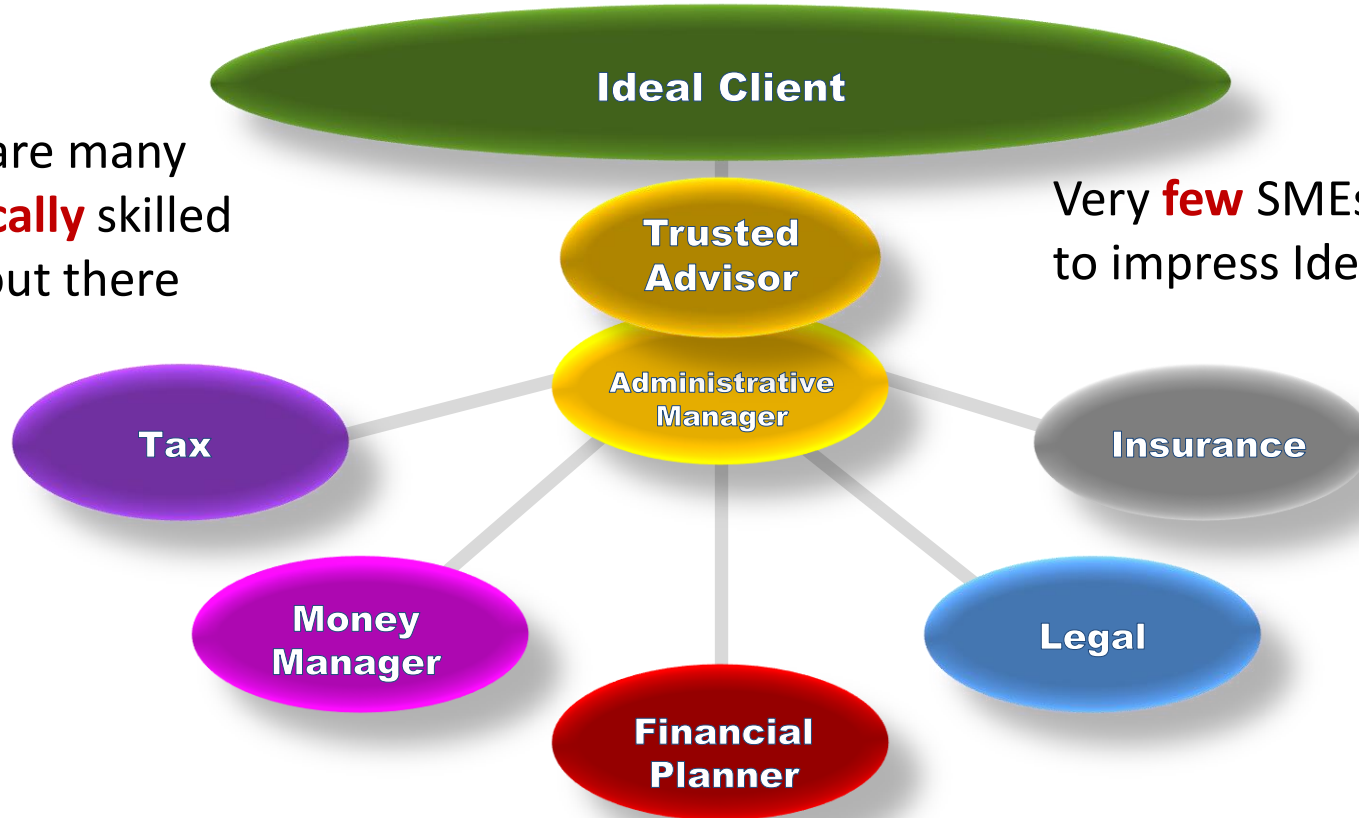 Ideal Client
are many
cally skilled
out there
Very few SMEs
to impress Ide
Trusted
Advisor
Administrative
Manager
Tax
Insurance
Money
Manager
Legal
Financial
Planner